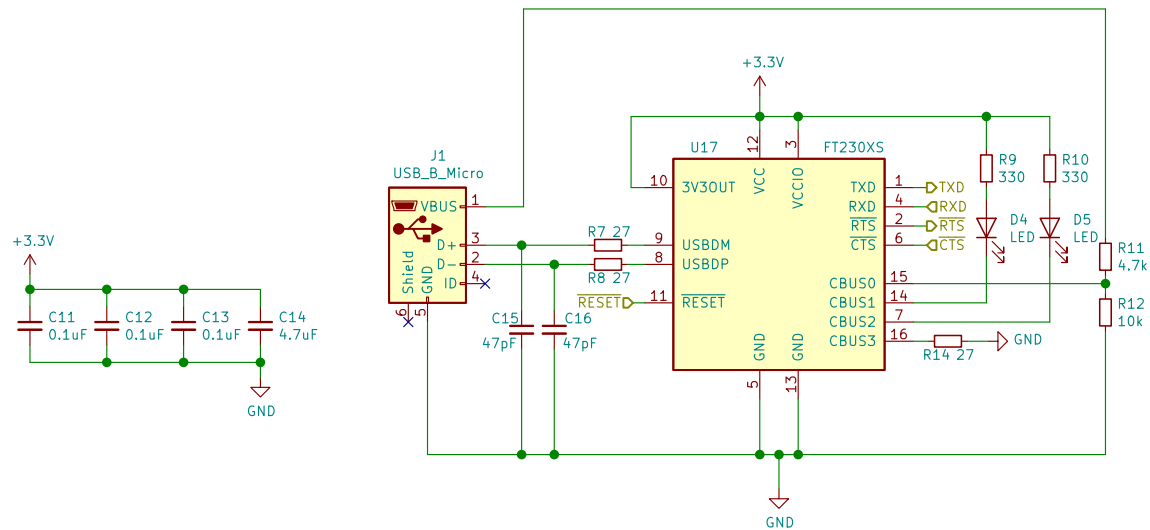 +3.3V
J1
USB_B_Micro
VBUS 1
D+ 3
D- 2
ID 4
Shield
GND
6
5
+3.3V
C11
0.1uF
C12
0.1uF
C13
0.1uF
C14
4.7uF
GND
R7 27
R8 27
RESET
C15
47pF
C16
47pF
U17
FT230XS
12
3
VCC
VCCIO
10 3V3OUT
9 USBDM
8 USBDP
11 RESET
TXD 1 TXD
RXD 4 RXD
RTS 2 RTS
CTS 6 CTS
CBUS0 15
CBUS1 14
CBUS2 7
CBUS3 16
GND
GND
5
13
R9
330
R10
330
D4
LED
D5
LED
R11
4.7k
R12
10k
R14 27
GND
GND